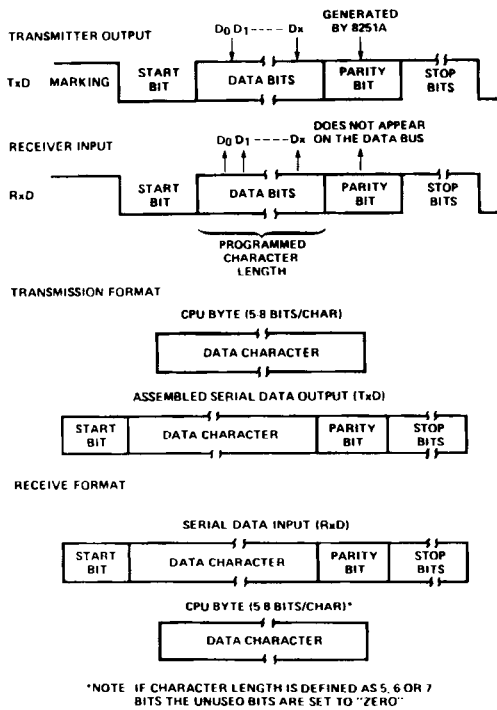 TRANSMITTER OUTPUT
D0 D1 ---- Dx
GENERATED
BY 8251A
TxD
MARKING
START
BIT
DATA BITS
PARITY
BIT
STOP
BITS
RECEIVER INPUT
D0 D1 ---- Dx
DOES NOT APPEAR
ON THE DATA BUS
RxD
START
BIT
DATA BITS
PARITY
BIT
STOP
BITS
PROGRAMMED
CHARACTER
LENGTH
TRANSMISSION FORMAT
CPU BYTE (5-8 BITS/CHAR)
DATA CHARACTER
ASSEMBLED SERIAL DATA OUTPUT (TxD)
START
BIT
DATA CHARACTER
PARITY
BIT
STOP
BITS
RECEIVE FORMAT
SERIAL DATA INPUT (RxD)
START
BIT
DATA CHARACTER
PARITY
BIT
STOP
BITS
CPU BYTE (5 8 BITS/CHAR)*
DATA CHARACTER
*NOTE IF CHARACTER LENGTH IS DEFINED AS 5, 6 OR 7
BITS THE UNUSED BITS ARE SET TO "ZERO"